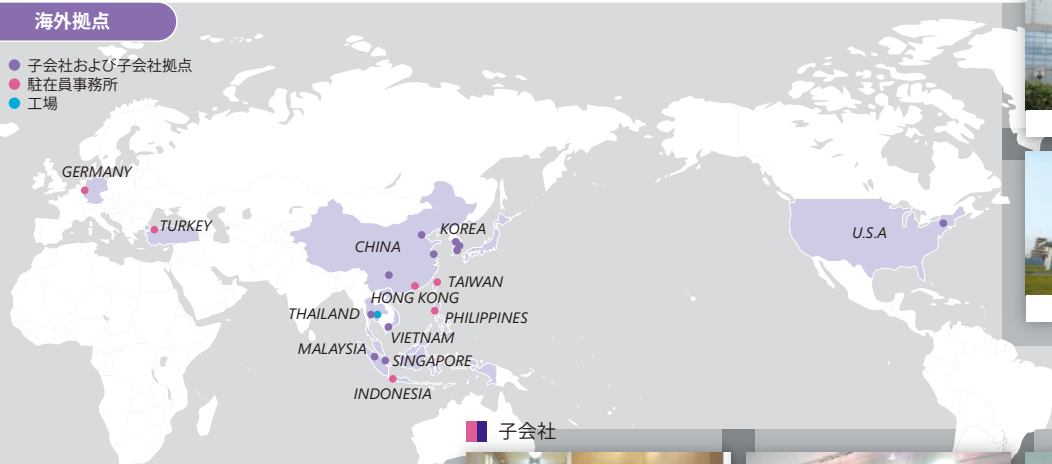 海外拠点
子会社および子会社拠点
駐在員事務所
工場
GERMANY
TURKEY
CHINA
KOREA
U.S.A
TAIWAN
HONG KONG
THAILAND
PHILIPPINES
VIETNAM
MALAYSIA
SINGAPORE
INDONESIA
子会社